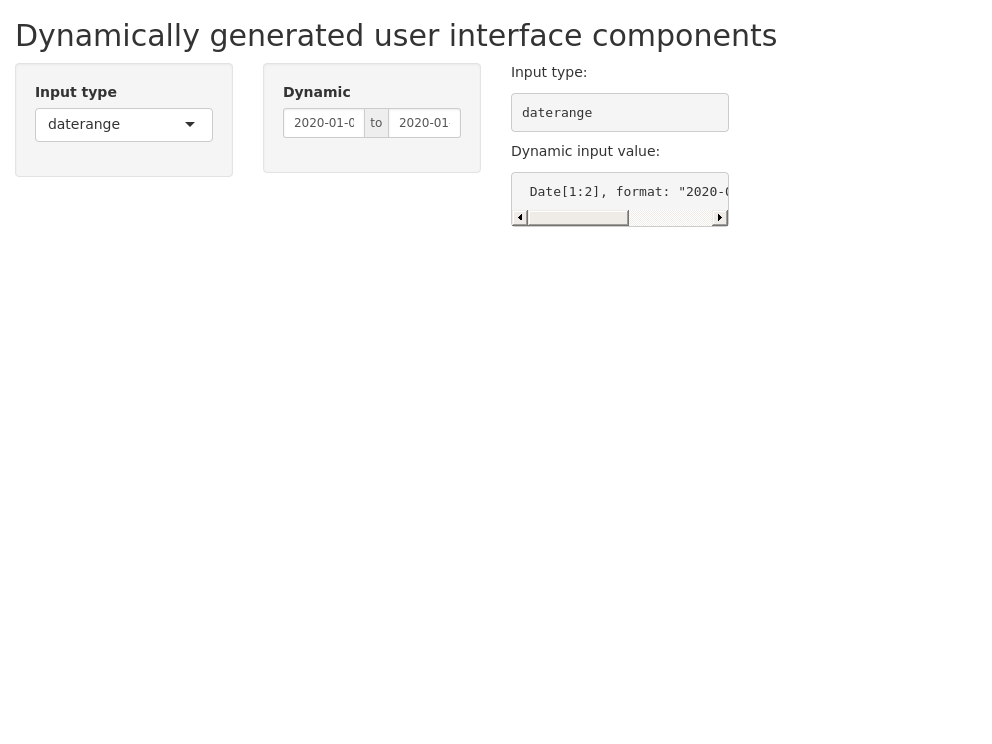 Dynamically generated user interface components
Input type
daterange
Dynamic
2020-01-0 to 2020-01-
Input type:
daterange
Dynamic input value:
Date[1:2], format: "2020-0